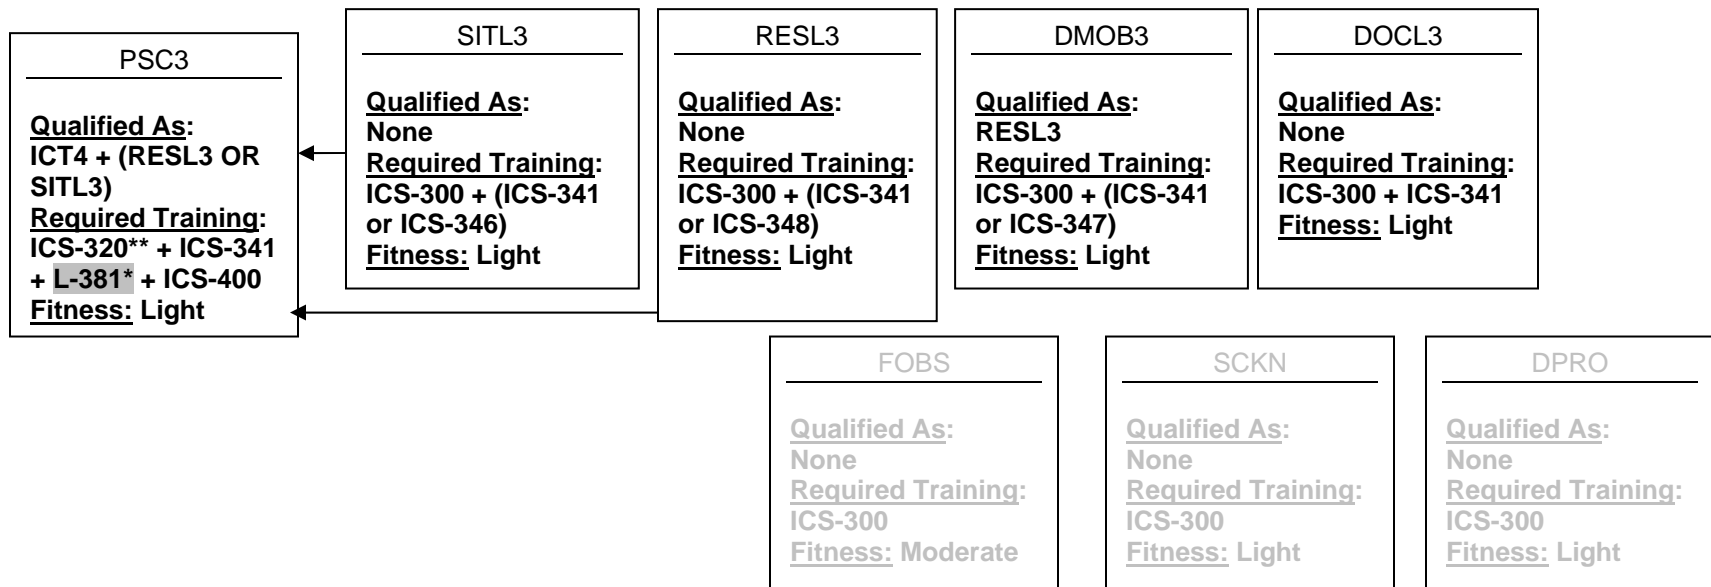 PSC3
Qualified As:
ICT4 + (RESL3 OR
SITL3)
Required Training:
ICS-320** + ICS-341
+ L-381* + ICS-400
Fitness: Light
SITL3
Qualified As:
None
Required Training:
ICS-300 + (ICS-341
or ICS-346)
Fitness: Light
RESL3
Qualified As:
None
Required Training:
ICS-300 + (ICS-341
or ICS-348)
Fitness: Light
DMOB3
Qualified As:
RESL3
Required Training:
ICS-300 + (ICS-341
or ICS-347)
Fitness: Light
DOCL3
Qualified As:
None
Required Training:
ICS-300 + ICS-341
Fitness: Light
FOBS
Qualified As:
None
Required Training:
ICS-300
Fitness: Moderate
SCKN
Qualified As:
None
Required Training:
ICS-300
Fitness: Light
DPRO
Qualified As:
None
Required Training:
ICS-300
Fitness: Light